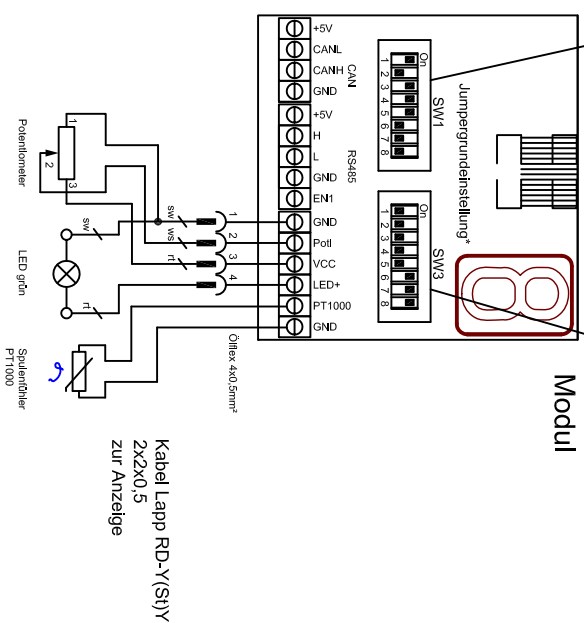 +5V
CANL
CANH
GND
CAN
+5V
H
L
GND
EN1
RS485
GND
Poti
VCC
LED+
PT1000
GND
On
1 2 3 4 5 6 7 8
SW1
Jumpergrundeinstellung*
On
1 2 3 4 5 6 7 8
SW3
Modul
1
2
3
Potentiometer
sw
ws
rt
1
2
3
4
sw
rt
LED grün
Ölflex 4x0,5mm²
Spulenfühler
PT1000
Kabel Lapp RD-Y(St)Y
2x2x0,5
zur Anzeige